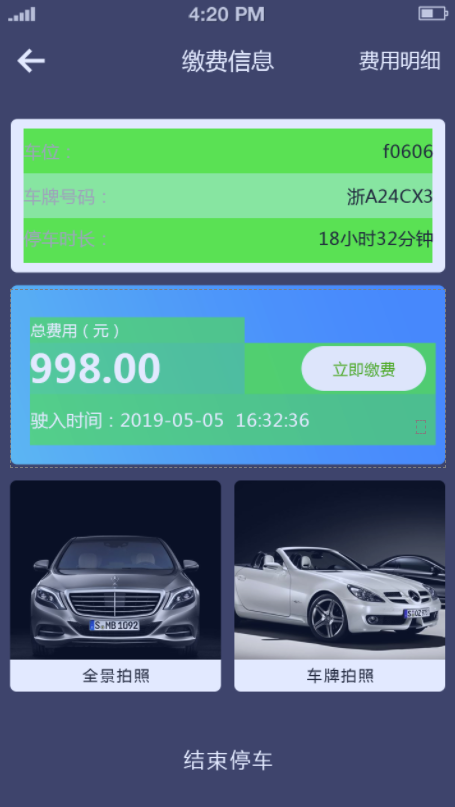 4:20 PM
缴费信息
费用明细
车位： f0606
车牌号码： 浙A24CX3
停车时长： 18小时32分钟
总费用（元）
998.00
立即缴费
驶入时间：2019-05-05 16:32:36
S MB 1092
全景拍照
车牌拍照
结束停车